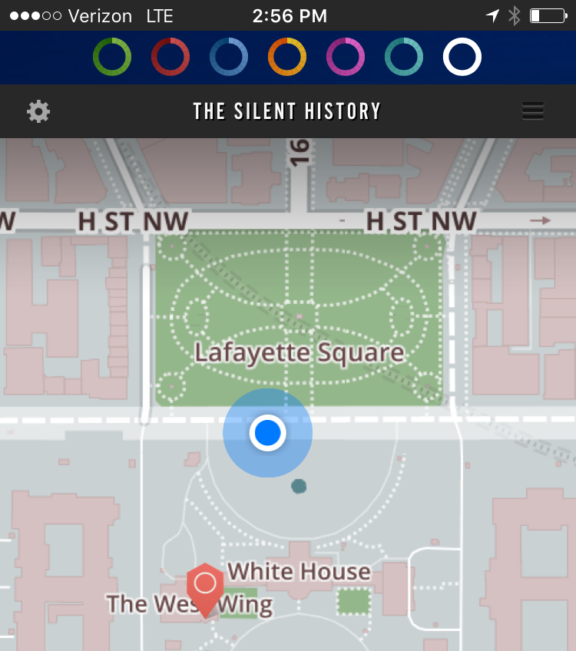 Verizon LTE 2:56 PM
THE SILENT HISTORY
16
W H ST NW H ST NW
Lafayette Square
White House
The West Wing